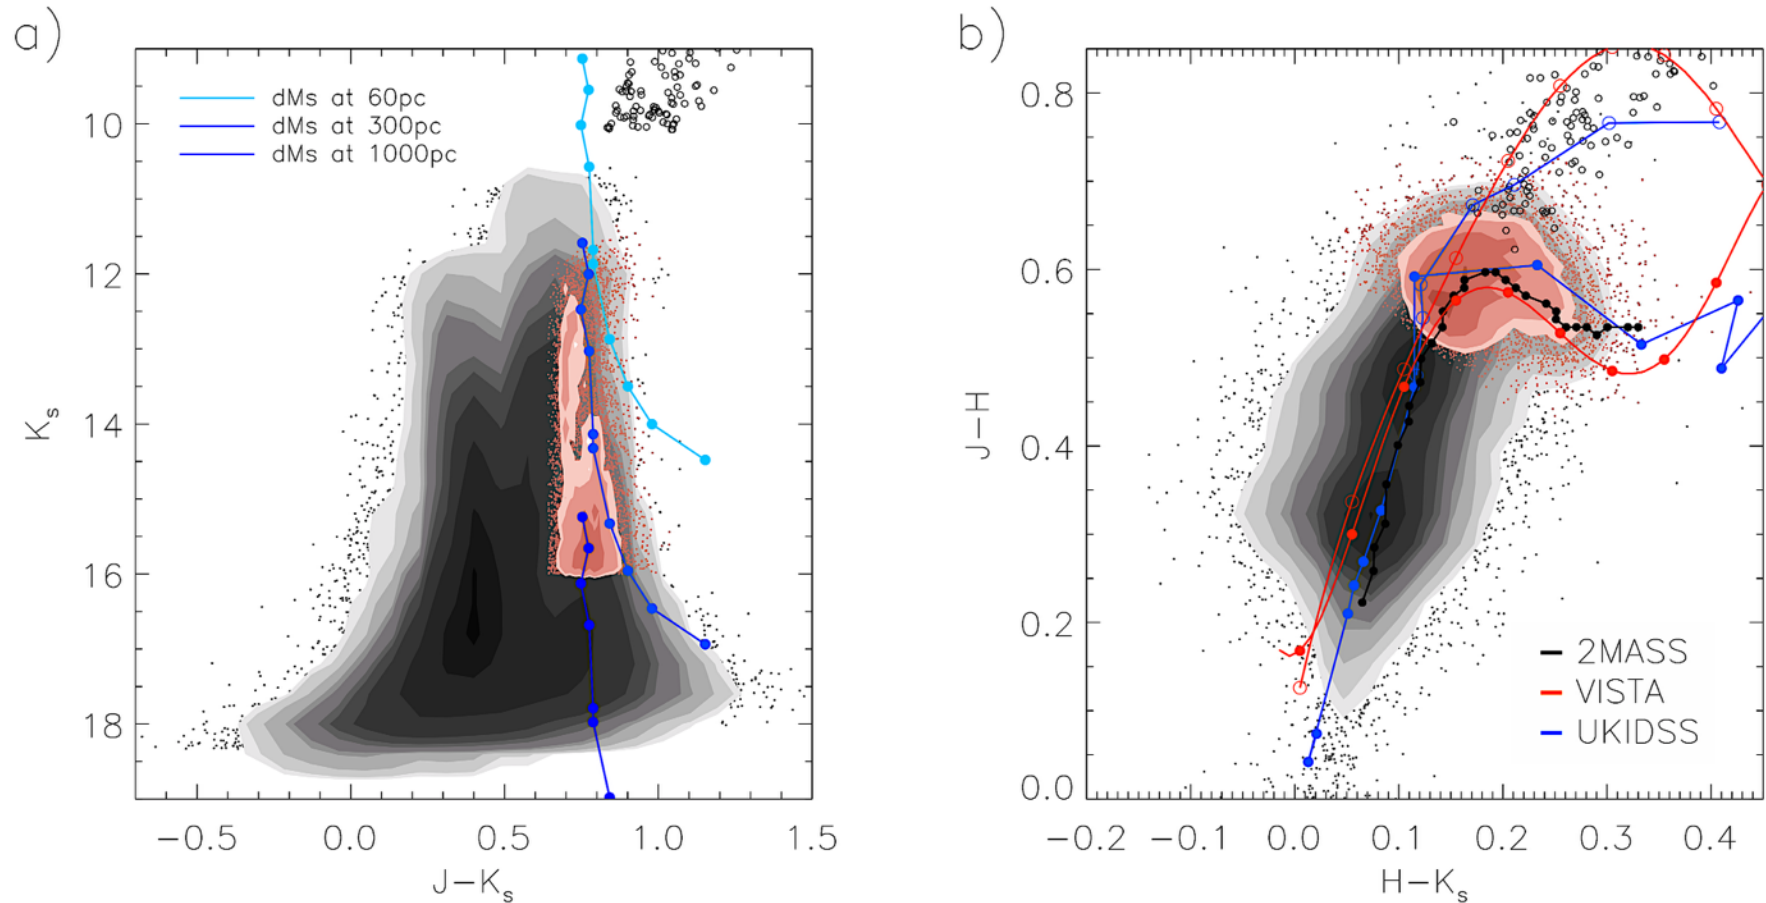 a)
dMs at 60pc
dMs at 300pc
dMs at 1000pc
10
12
14
16
18
Ks
−0.5 0.0 0.5 1.0 1.5
J−Ks
b)
0.8
0.6
0.4
0.2
0.0
J−H
2MASS
VISTA
UKIDSS
−0.2 −0.1 0.0 0.1 0.2 0.3 0.4
H−Ks